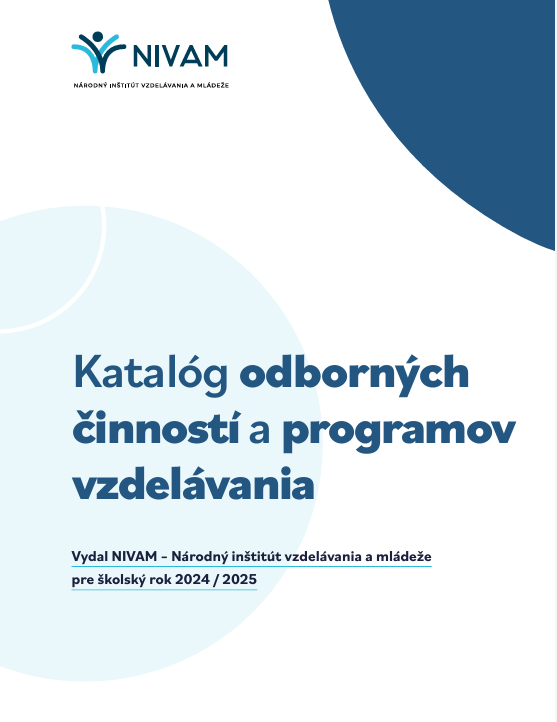 NIVAM
NÁRODNÝ INŠTITÚT VZDELÁVANIA A MLÁDEŽE
Katalóg odborných
činností a programov
vzdelávania
Vydal NIVAM – Národný inštitút vzdelávania a mládeže
pre školský rok 2024 / 2025